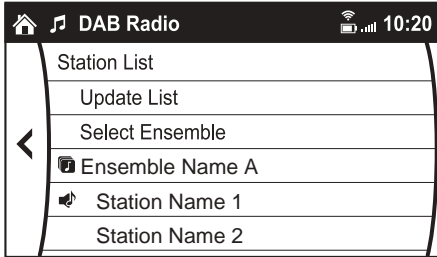 DAB Radio 10:20
Station List
Update List
Select Ensemble
Ensemble Name A
Station Name 1
Station Name 2